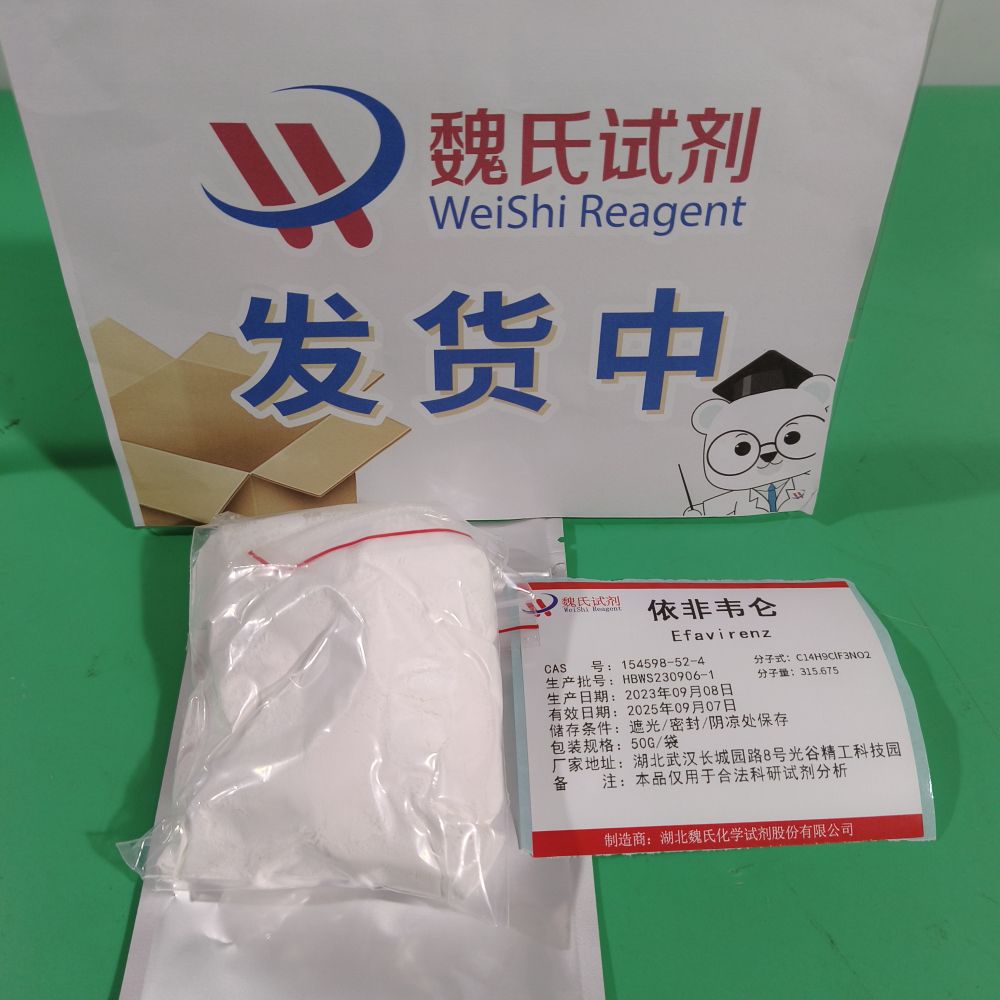 魏氏试剂
WeiShi Reagent
发货中
魏氏试剂
WeiShi Reagent
依非韦仑
Efavirenz
CAS 号：154598-52-4
分子式：C14H9ClF3NO2
生产批号：HBWS230906-1
分子量：315.675
生产日期：2023年09月08日
有效日期：2025年09月07日
储存条件：遮光/密封/阴凉处保存
包装规格：50G/袋
厂家地址：湖北武汉长城园路8号光谷精工科技园
备 注：本品仅用于合法科研试剂分析
制造商：湖北魏氏化学试剂股份有限公司